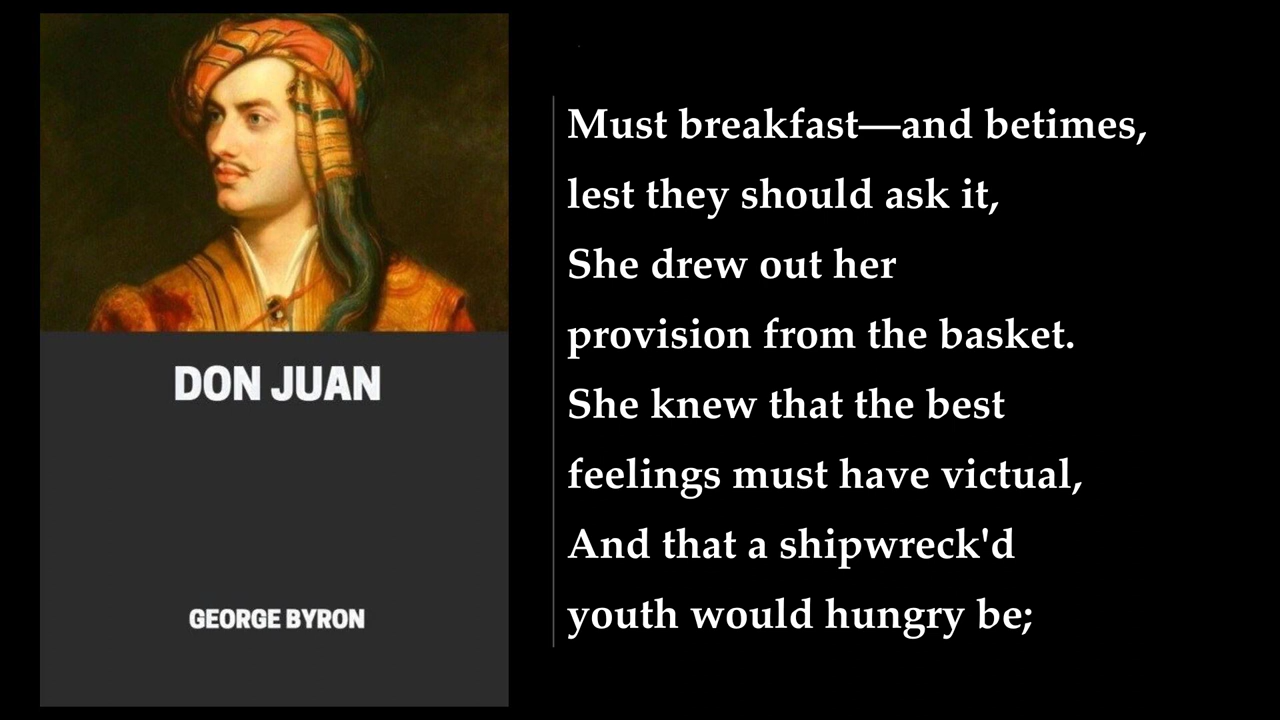 DON JUAN
GEORGE BYRON
Must breakfast—and betimes,
lest they should ask it,
She drew out her
provision from the basket.
She knew that the best
feelings must have victual,
And that a shipwreck'd
youth would hungry be;